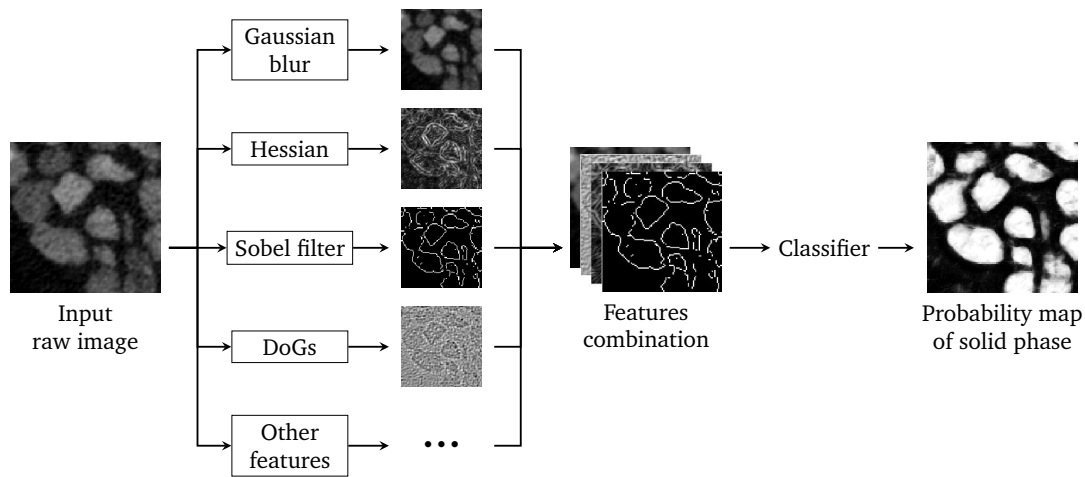 Gaussian
blur
Hessian
Sobel filter
DoGs
Other
features
Input
raw image
Features
combination
Classifier
Probability map
of solid phase